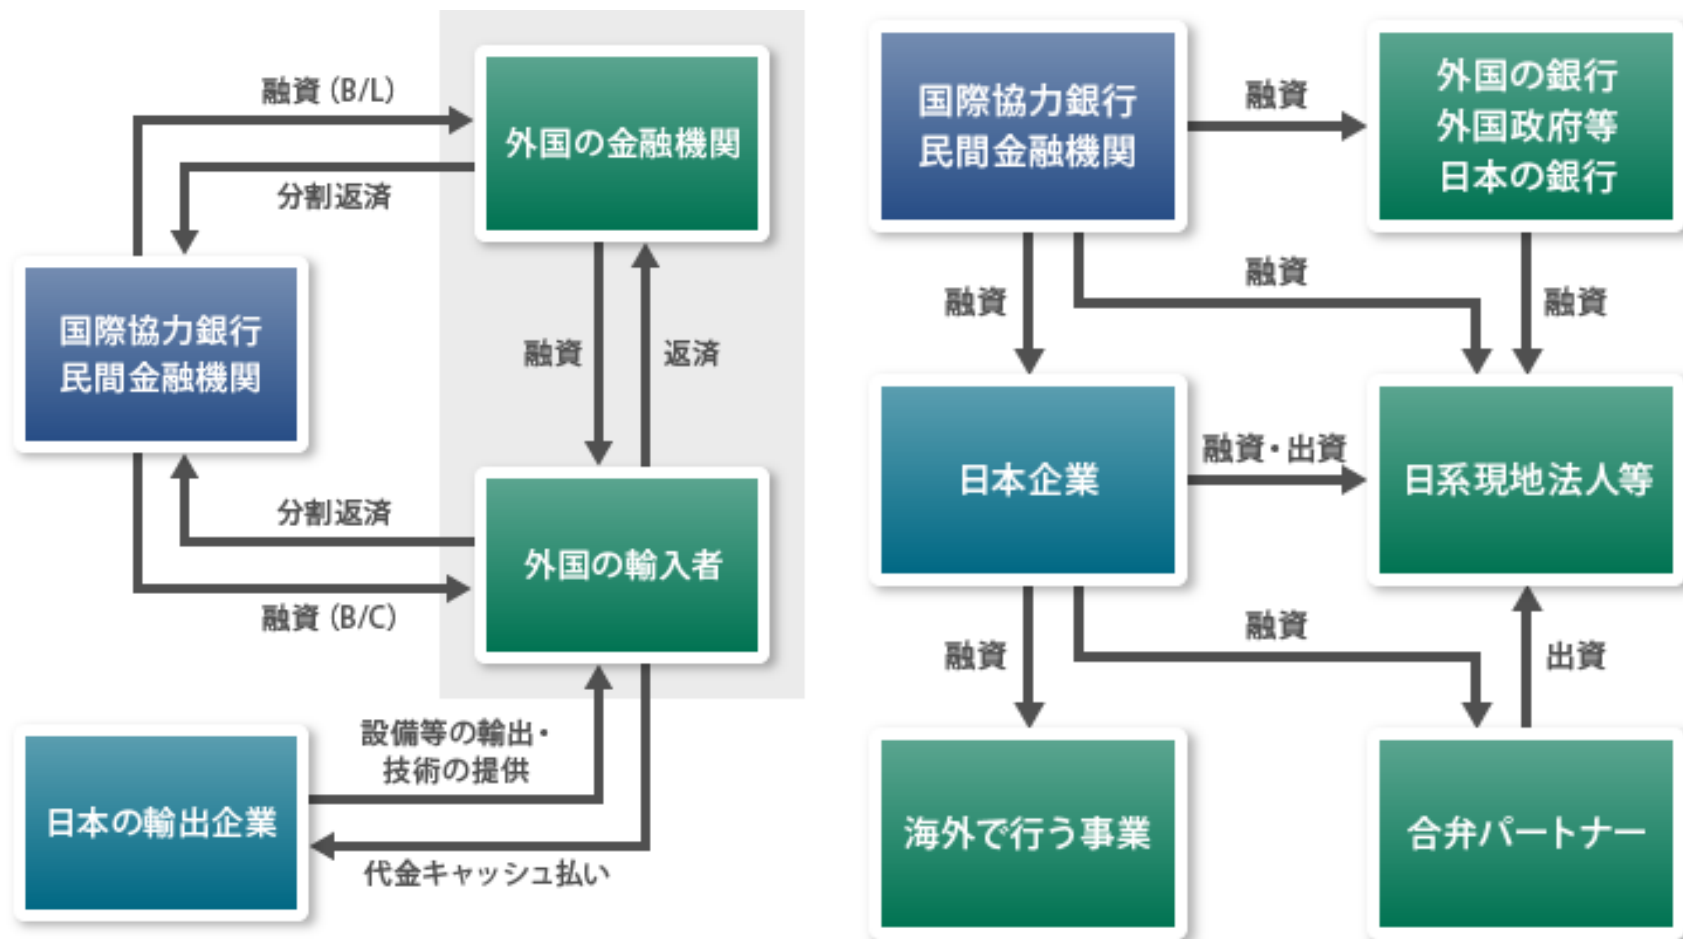 融資（B/L）
外国の金融機関
分割返済
国際協力銀行
民間金融機関
融資
返済
分割返済
外国の輸入者
融資（B/C）
設備等の輸出・
技術の提供
日本の輸出企業
代金キャッシュ払い
国際協力銀行
民間金融機関
融資
外国の銀行
外国政府等
日本の銀行
融資
融資
融資
日本企業
融資・出資
日系現地法人等
融資
融資
出資
海外で行う事業
合弁パートナー